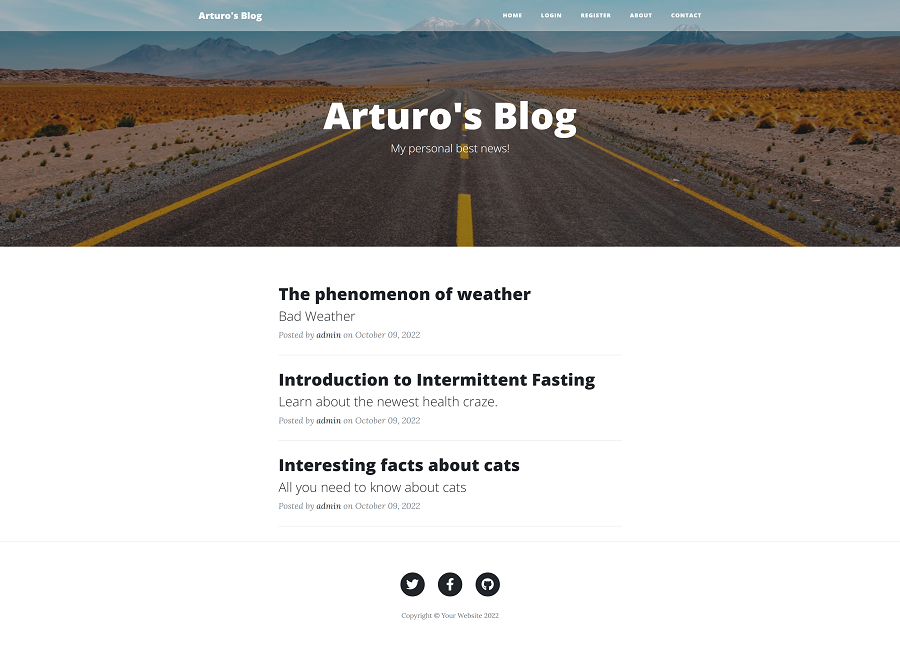 Arturo's Blog
HOME LOGIN REGISTER ABOUT CONTACT
Arturo's Blog
My personal best news!
The phenomenon of weather
Bad Weather
Posted by admin on October 09, 2022
Introduction to Intermittent Fasting
Learn about the newest health craze.
Posted by admin on October 09, 2022
Interesting facts about cats
All you need to know about cats
Posted by admin on October 09, 2022
Copyright © Your Website 2022